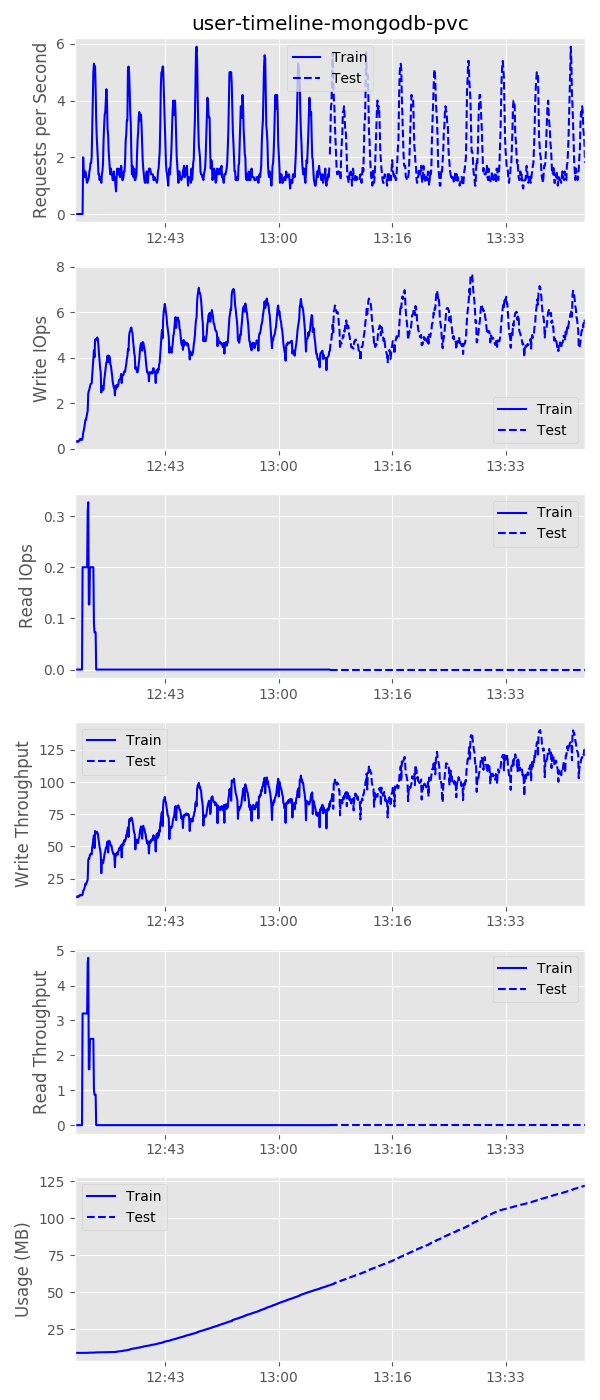 user-timeline-mongodb-pvc
Requests per Second
6
4
2
0
Train
Test
12:43 13:00 13:16 13:33
Write IOps
8
6
4
2
0
Train
Test
12:43 13:00 13:16 13:33
Read IOps
0.3
0.2
0.1
0.0
Train
Test
12:43 13:00 13:16 13:33
Write Throughput
125
100
75
50
25
Train
Test
12:43 13:00 13:16 13:33
Read Throughput
5
4
3
2
1
0
Train
Test
12:43 13:00 13:16 13:33
Usage (MB)
125
100
75
50
25
Train
Test
12:43 13:00 13:16 13:33